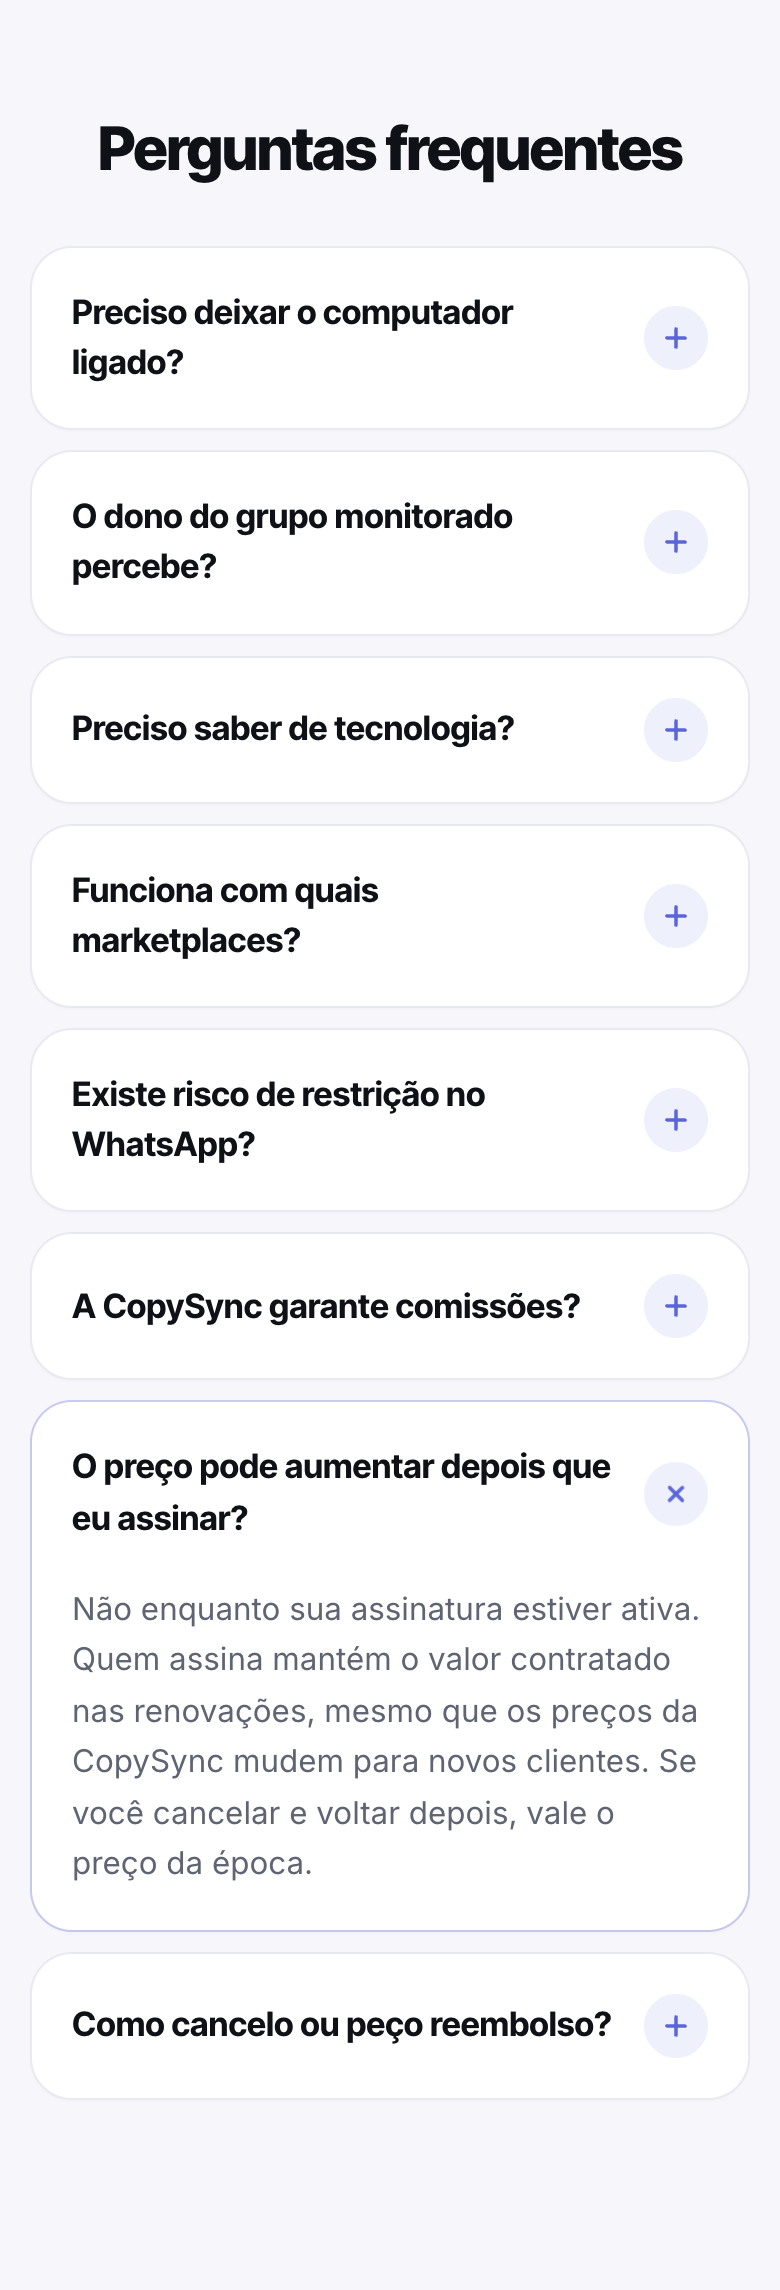 Perguntas frequentes
Preciso deixar o computador
ligado?
O dono do grupo monitorado
percebe?
Preciso saber de tecnologia?
Funciona com quais
marketplaces?
Existe risco de restrição no
WhatsApp?
A CopySync garante comissões?
O preço pode aumentar depois que
eu assinar?
Não enquanto sua assinatura estiver ativa.
Quem assina mantém o valor contratado
nas renovações, mesmo que os preços da
CopySync mudem para novos clientes. Se
você cancelar e voltar depois, vale o
preço da época.
Como cancelo ou peço reembolso?